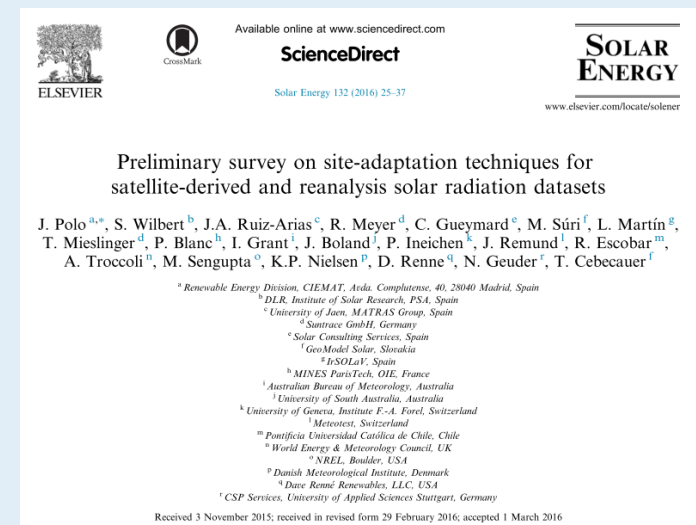 Available online at www.sciencedirect.com
CrossMark
ScienceDirect
SOLAR
ENERGY
ELSEVIER
Solar Energy 132 (2016) 25–37
www.elsevier.com/locate/solener
Preliminary survey on site-adaptation techniques for
satellite-derived and reanalysis solar radiation datasets
J. Polo a,*, S. Wilbert b, J.A. Ruiz-Arias c, R. Meyer d, C. Gueymard e, M. Súri f, L. Martín g,
T. Mieslinger d, P. Blanc h, I. Grant i, J. Boland j, P. Ineichen k, J. Remund l, R. Escobar m,
A. Troccoli n, M. Sengupta o, K.P. Nielsen p, D. Renne q, N. Geuder r, T. Cebecauer f
a Renewable Energy Division, CIEMAT, Avda. Complutense, 40, 28040 Madrid, Spain
b DLR, Institute of Solar Research, PSA, Spain
c University of Jaen, MATRAS Group, Spain
d Suntrace GmbH, Germany
e Solar Consulting Services, Spain
f GeoModel Solar, Slovakia
g IrSOLaV, Spain
h MINES ParisTech, OIE, France
i Australian Bureau of Meteorology, Australia
j University of South Australia, Australia
k University of Geneva, Institute F.-A. Forel, Switzerland
l Meteotest, Switzerland
m Pontificia Universidad Católica de Chile, Chile
n World Energy & Meteorology Council, UK
o NREL, Boulder, USA
p Danish Meteorological Institute, Denmark
q Dave Renné Renewables, LLC, USA
r CSP Services, University of Applied Sciences Stuttgart, Germany
Received 3 November 2015; received in revised form 29 February 2016; accepted 1 March 2016